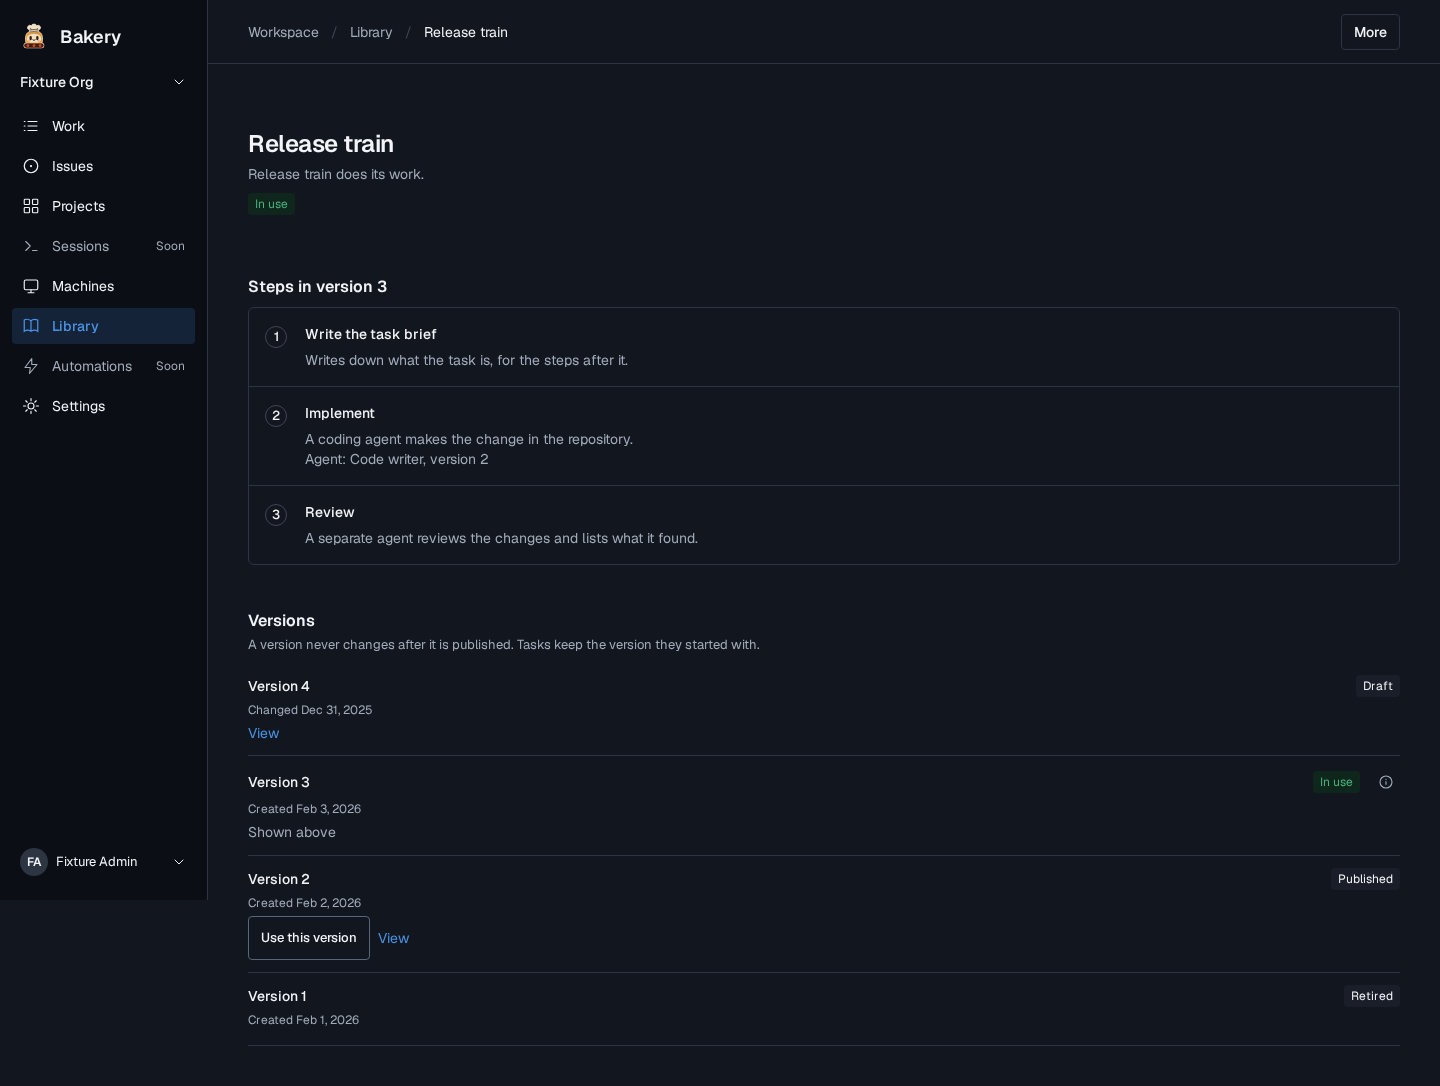 Bakery
Fixture Org
Work
Issues
Projects
Sessions Soon
Machines
Library
Automations Soon
Settings
FA Fixture Admin
Workspace / Library / Release train
More
Release train
Release train does its work.
In use
Steps in version 3
1 Write the task brief
Writes down what the task is, for the steps after it.
2 Implement
A coding agent makes the change in the repository.
Agent: Code writer, version 2
3 Review
A separate agent reviews the changes and lists what it found.
Versions
A version never changes after it is published. Tasks keep the version they started with.
Version 4 Draft
Changed Dec 31, 2025
View
Version 3 In use
Created Feb 3, 2026
Shown above
Version 2 Published
Created Feb 2, 2026
Use this version View
Version 1 Retired
Created Feb 1, 2026